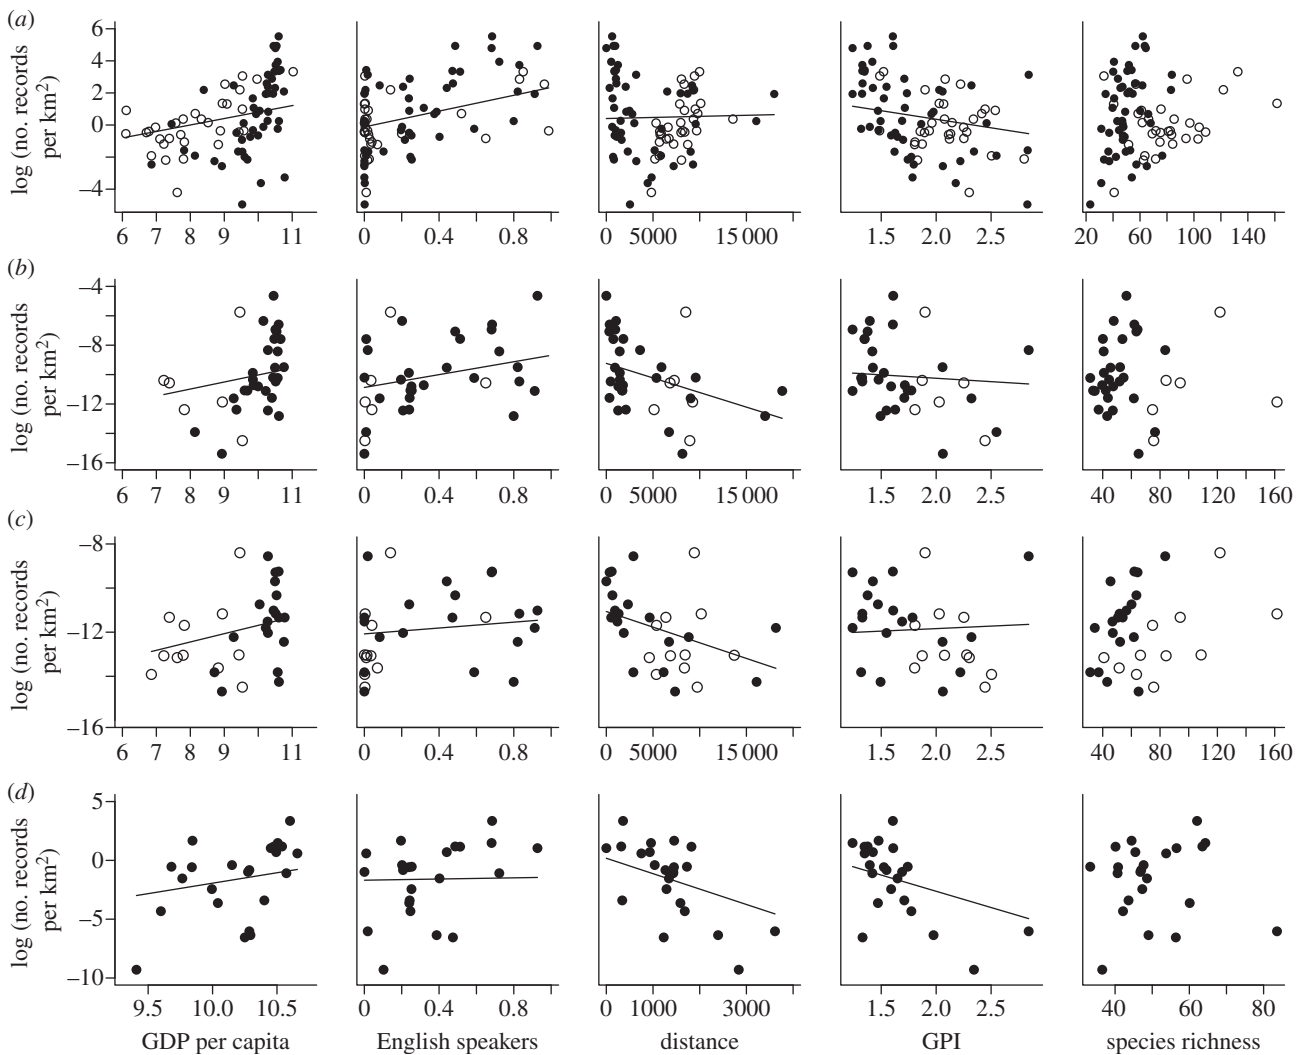 (a)
log (no. records
per km2)
6
4
2
0
–4
6 7 8 9 11
0 0.4 0.8
0 5000 15 000
1.5 2.0 2.5
20 60 100 140
(b)
log (no. records
per km2)
–4
–8
–12
–16
6 7 8 9 11
0 0.4 0.8
0 5000 15 000
1.5 2.0 2.5
40 80 120 160
(c)
log (no. records
per km2)
–8
–12
–16
6 7 8 9 11
0 0.4 0.8
0 5000 15 000
1.5 2.0 2.5
40 80 120 160
(d)
log (no. records
per km2)
5
0
–5
–10
9.5 10.0 10.5
0 0.4 0.8
0 1000 3000
1.5 2.0 2.5
40 60 80
GDP per capita English speakers distance GPI species richness